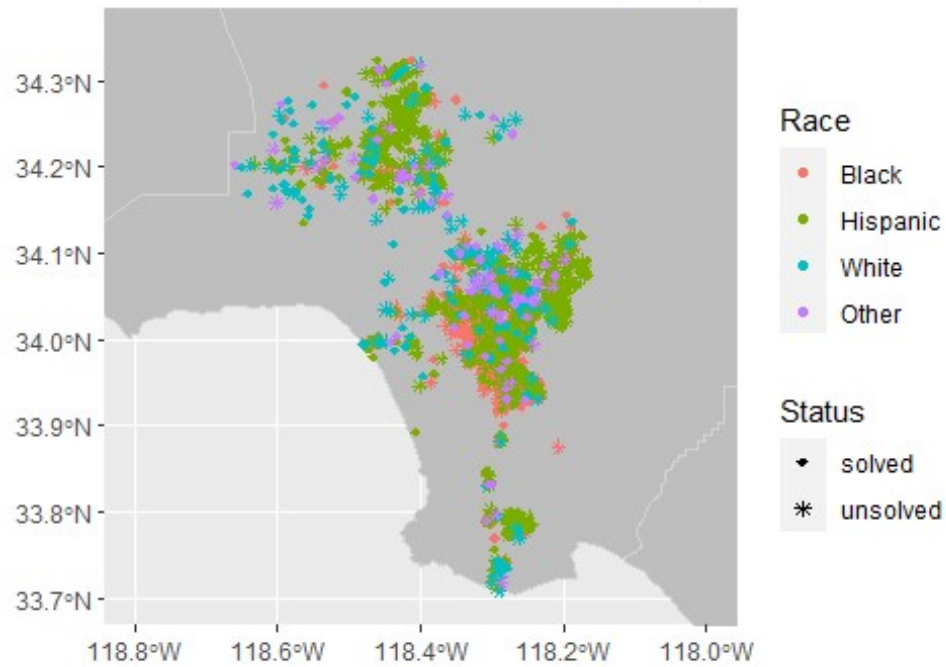 34.3°N
34.2°N
34.1°N
34.0°N
33.9°N
33.8°N
33.7°N
118.8°W 118.6°W 118.4°W 118.2°W 118.0°W
Race
Black
Hispanic
White
Other
Status
solved
unsolved